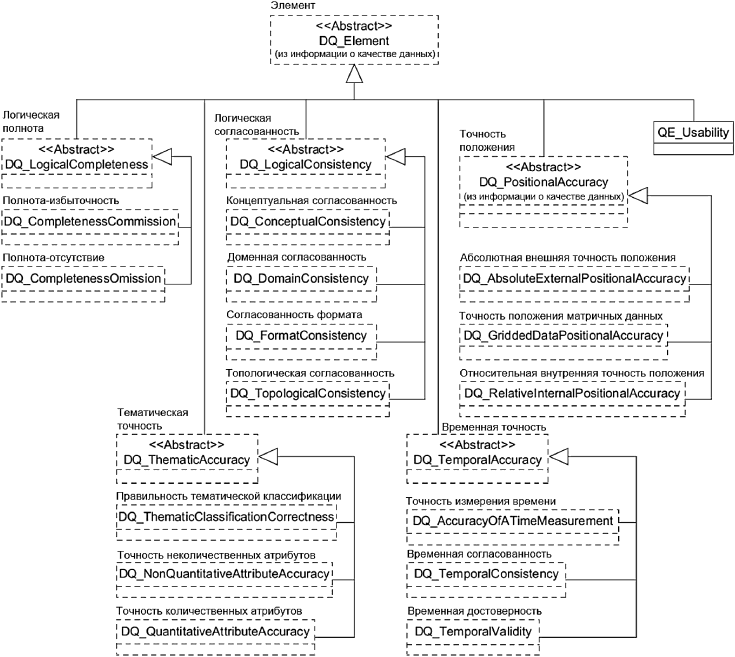 Элемент
<<Abstract>>
DQ_Element
(из информации о качестве данных)
Логическая
полнота
<<Abstract>>
DQ_LogicalCompleteness
Полнота-избыточность
DQ_CompletenessCommission
Полнота-отсутствие
DQ_CompletenessOmission
Логическая
согласованность
<<Abstract>>
DQ_LogicalConsistency
Концептуальная согласованность
DQ_ConceptualConsistency
Доменная согласованность
DQ_DomainConsistency
Согласованность формата
DQ_FormatConsistency
Топологическая согласованность
DQ_TopologicalConsistency
Точность
положения
<<Abstract>>
DQ_PositionalAccuracy
(из информации о качестве данных)
Абсолютная внешняя точность положения
DQ_AbsoluteExternalPositionalAccuracy
Точность положения матричных данных
DQ_GriddedDataPositionalAccuracy
Относительная внутренняя точность положения
DQ_RelativeInternalPositionalAccuracy
QE_Usability
Тематическая
точность
<<Abstract>>
DQ_ThematicAccuracy
Правильность тематической классификации
DQ_ThematicClassificationCorrectness
Точность неколичественных атрибутов
DQ_NonQuantitativeAttributeAccuracy
Точность количественных атрибутов
DQ_QuantitativeAttributeAccuracy
Временная точность
<<Abstract>>
DQ_TemporalAccuracy
Точность измерения времени
DQ_AccuracyOfATimeMeasurement
Временная согласованность
DQ_TemporalConsistency
Временная достоверность
DQ_TemporalValidity